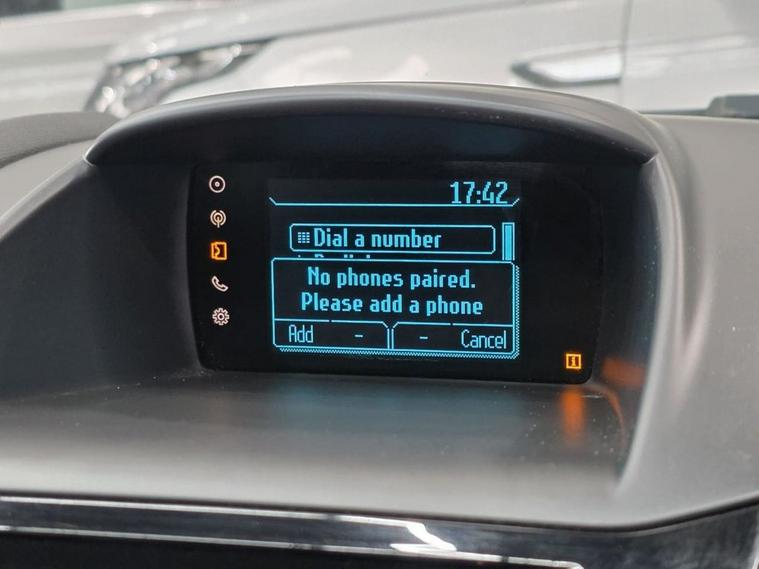 17:42
Dial a number
No phones paired.
Please add a phone
Add - - Cancel